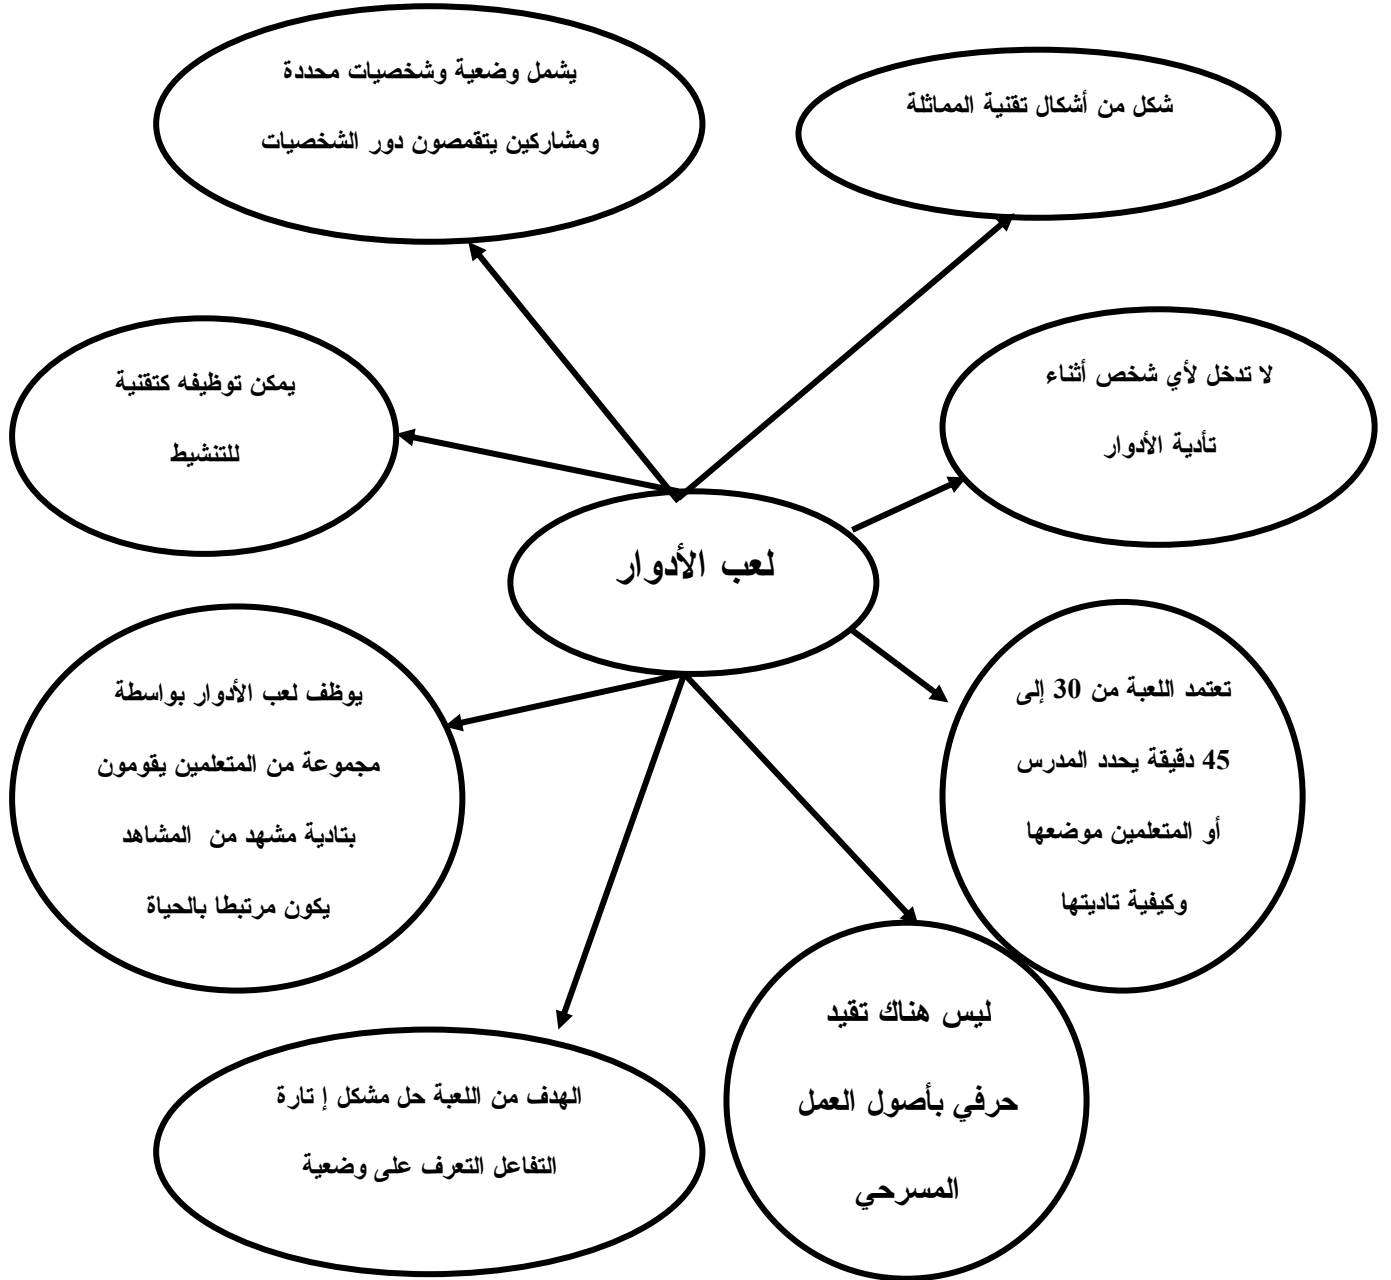 يشمل وضعية وشخصيات محددة
ومشاركين يتقمصون دور الشخصيات
شكل من أشكال تقنية المماثلة
يمكن توظيفه كتقنية
للتنشيط
لا تدخل لأي شخص أثناء
تأدية الأدوار
لعب الأدوار
يوظف لعب الأدوار بواسطة
مجموعة من المتعلمين يقومون
بتادية مشهد من المشاهد
يكون مرتبطا بالحياة
تعتمد اللعبة من 30 إلى
45 دقيقة يحدد المدرس
أو المتعلمين موضعها
وكيفية تاديتها
الهدف من اللعبة حل مشكل إ تارة
التفاعل التعرف على وضعية
ليس هناك تقيد
حرفي بأصول العمل
المسرحي